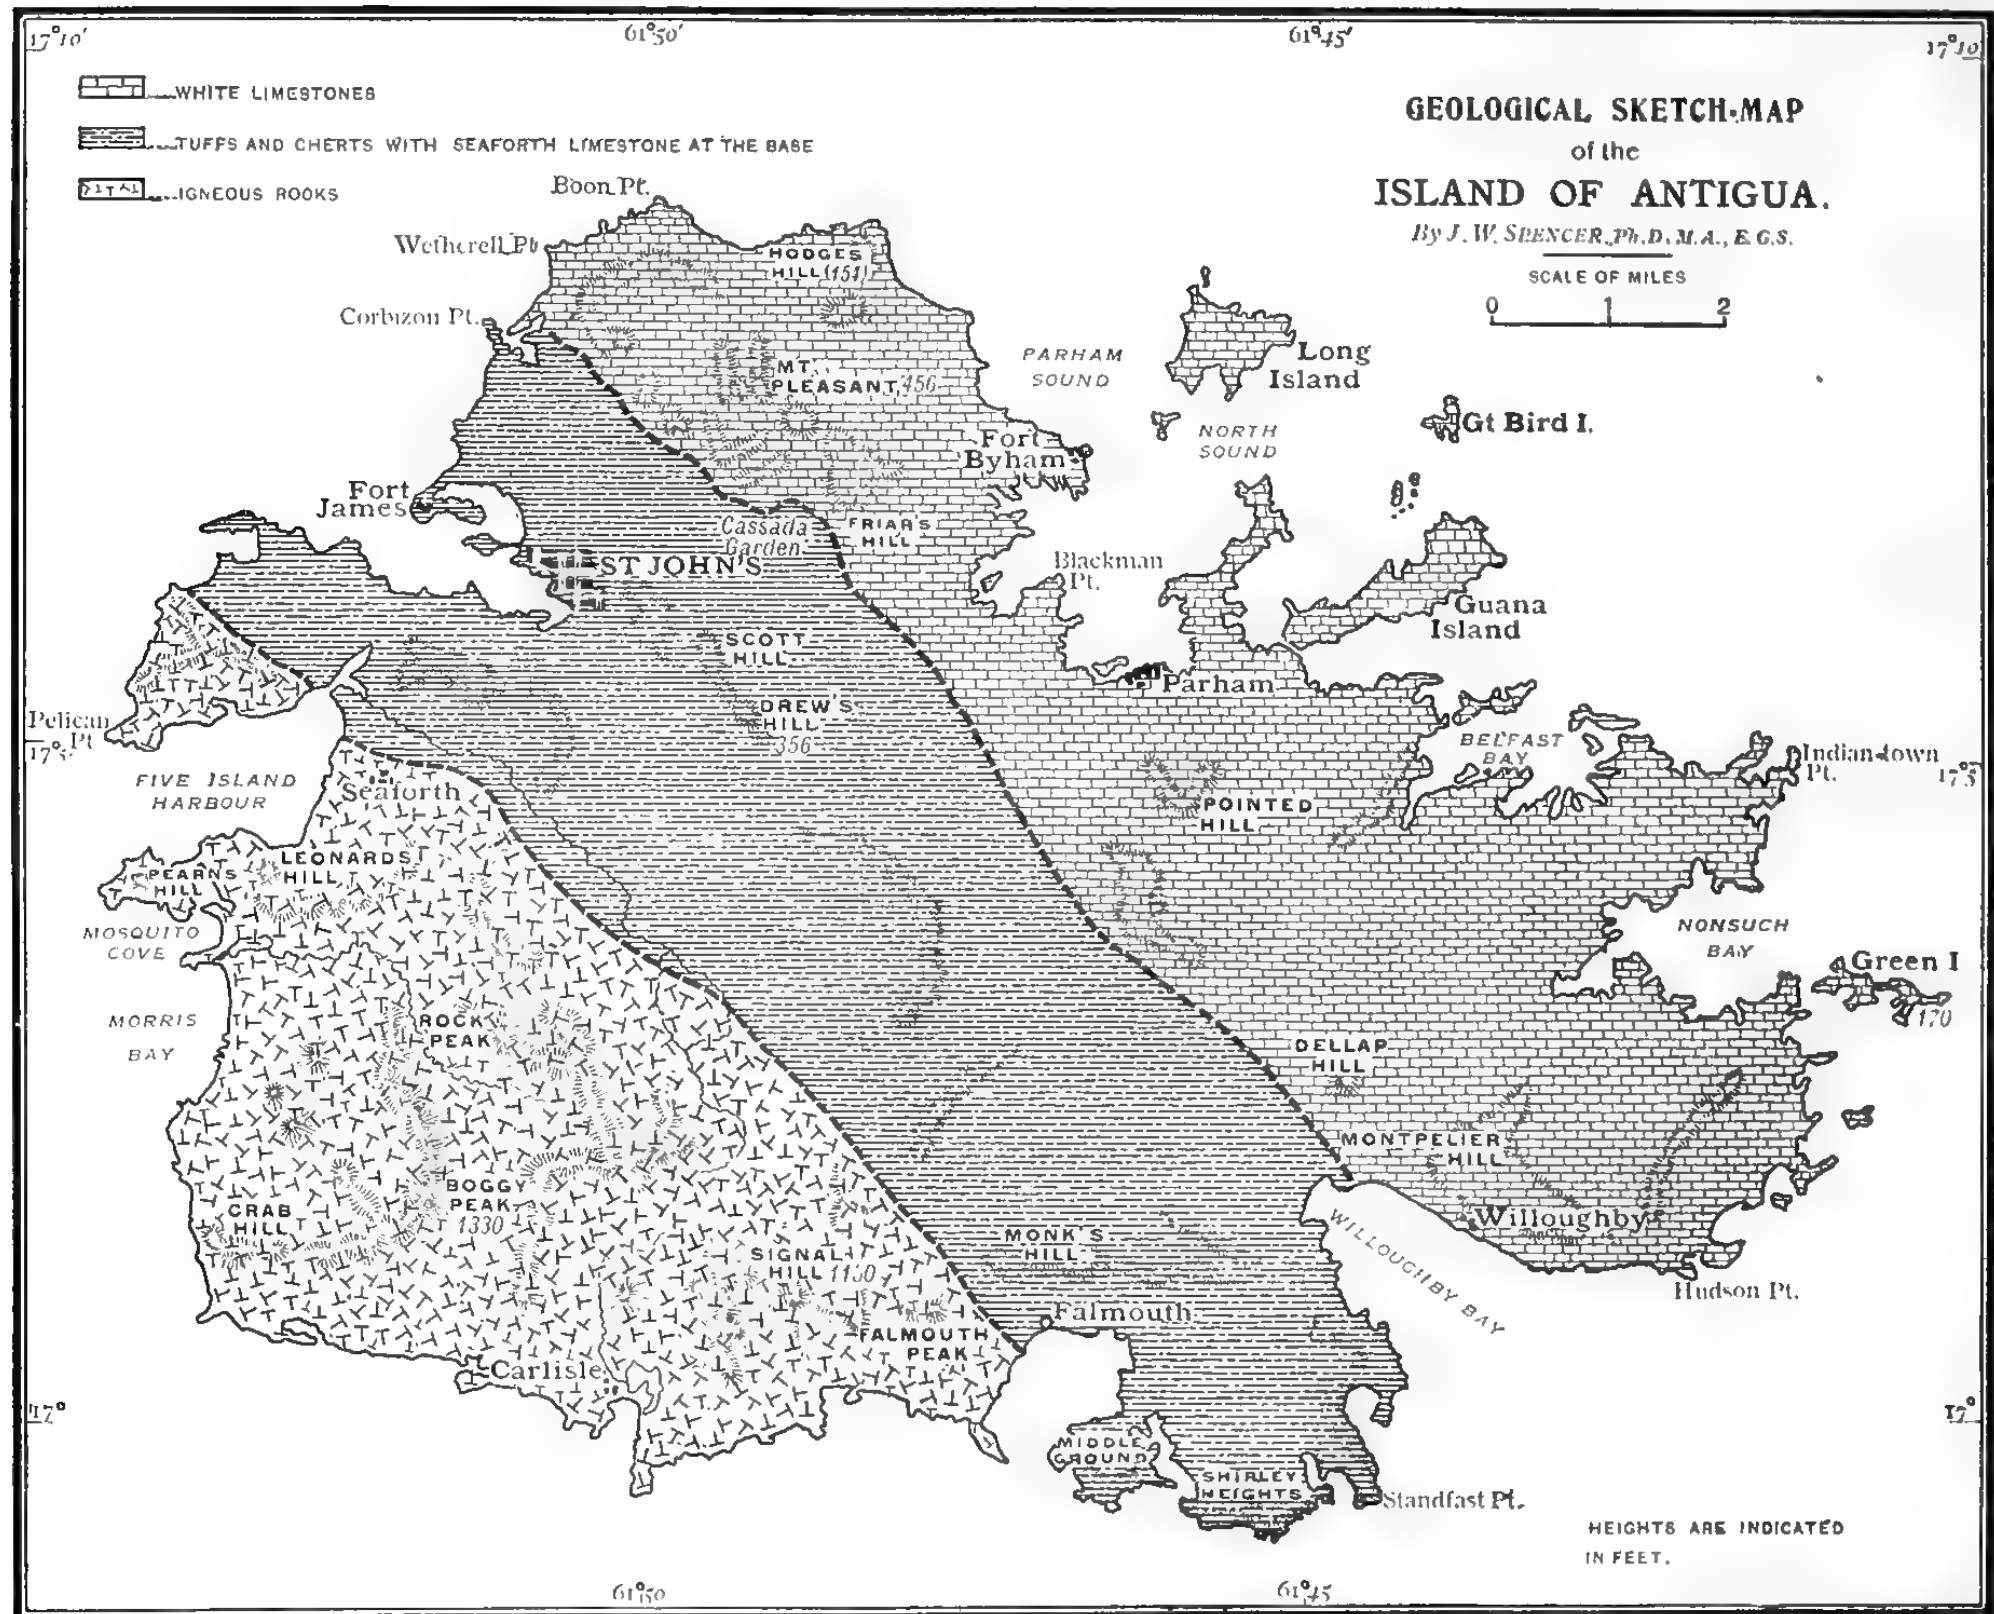 17°10'
61°50'
61°45'
17°10
WHITE LIMESTONES
TUFFS AND CHERTS WITH SEAFORTH LIMESTONE AT THE BASE
IGNEOUS ROOKS
GEOLOGICAL SKETCH-MAP
of the
ISLAND OF ANTIGUA.
By J. W. SPENCER, Ph.D., M.A., F.G.S.
SCALE OF MILES
0 1 2
Boon Pt.
Wetherell Pt
HODGES
HILL (154)
Corbizon Pt.
PARHAM
SOUND
Long
Island
MT.
PLEASANT, 456
Gt Bird I.
NORTH
SOUND
Fort
Byham
Fort
James
Cassada
Garden
FRIAR'S
HILL
ST JOHN'S
Blackman
Pt.
Guana
Island
SCOTT
HILL
Parham
DREW'S
HILL
356
Pelican
Pt
17°5'
BELFAST
BAY
Indian-town
Pt.
17°5'
FIVE ISLAND
HARBOUR
Seaforth
POINTED
HILL
LEONARDS
HILL
PEARNS
HILL
MOSQUITO
COVE
NONSUCH
BAY
Green I
170
MORRIS
BAY
ROCK
PEAK
DELLAP
HILL
MONTPELIER
HILL
BOGGY
PEAK
1330
CRAB
HILL
Willoughby
WILLOUGHBY BAY
MONK'S
HILL
SIGNAL
HILL
Hudson Pt.
Falmouth
FALMOUTH
PEAK
Carlisle
17°
17°
MIDDLE
GROUND
SHIRLEY
HEIGHTS
Standfast Pt.
HEIGHTS ARE INDICATED
IN FEET.
61°50
61°45